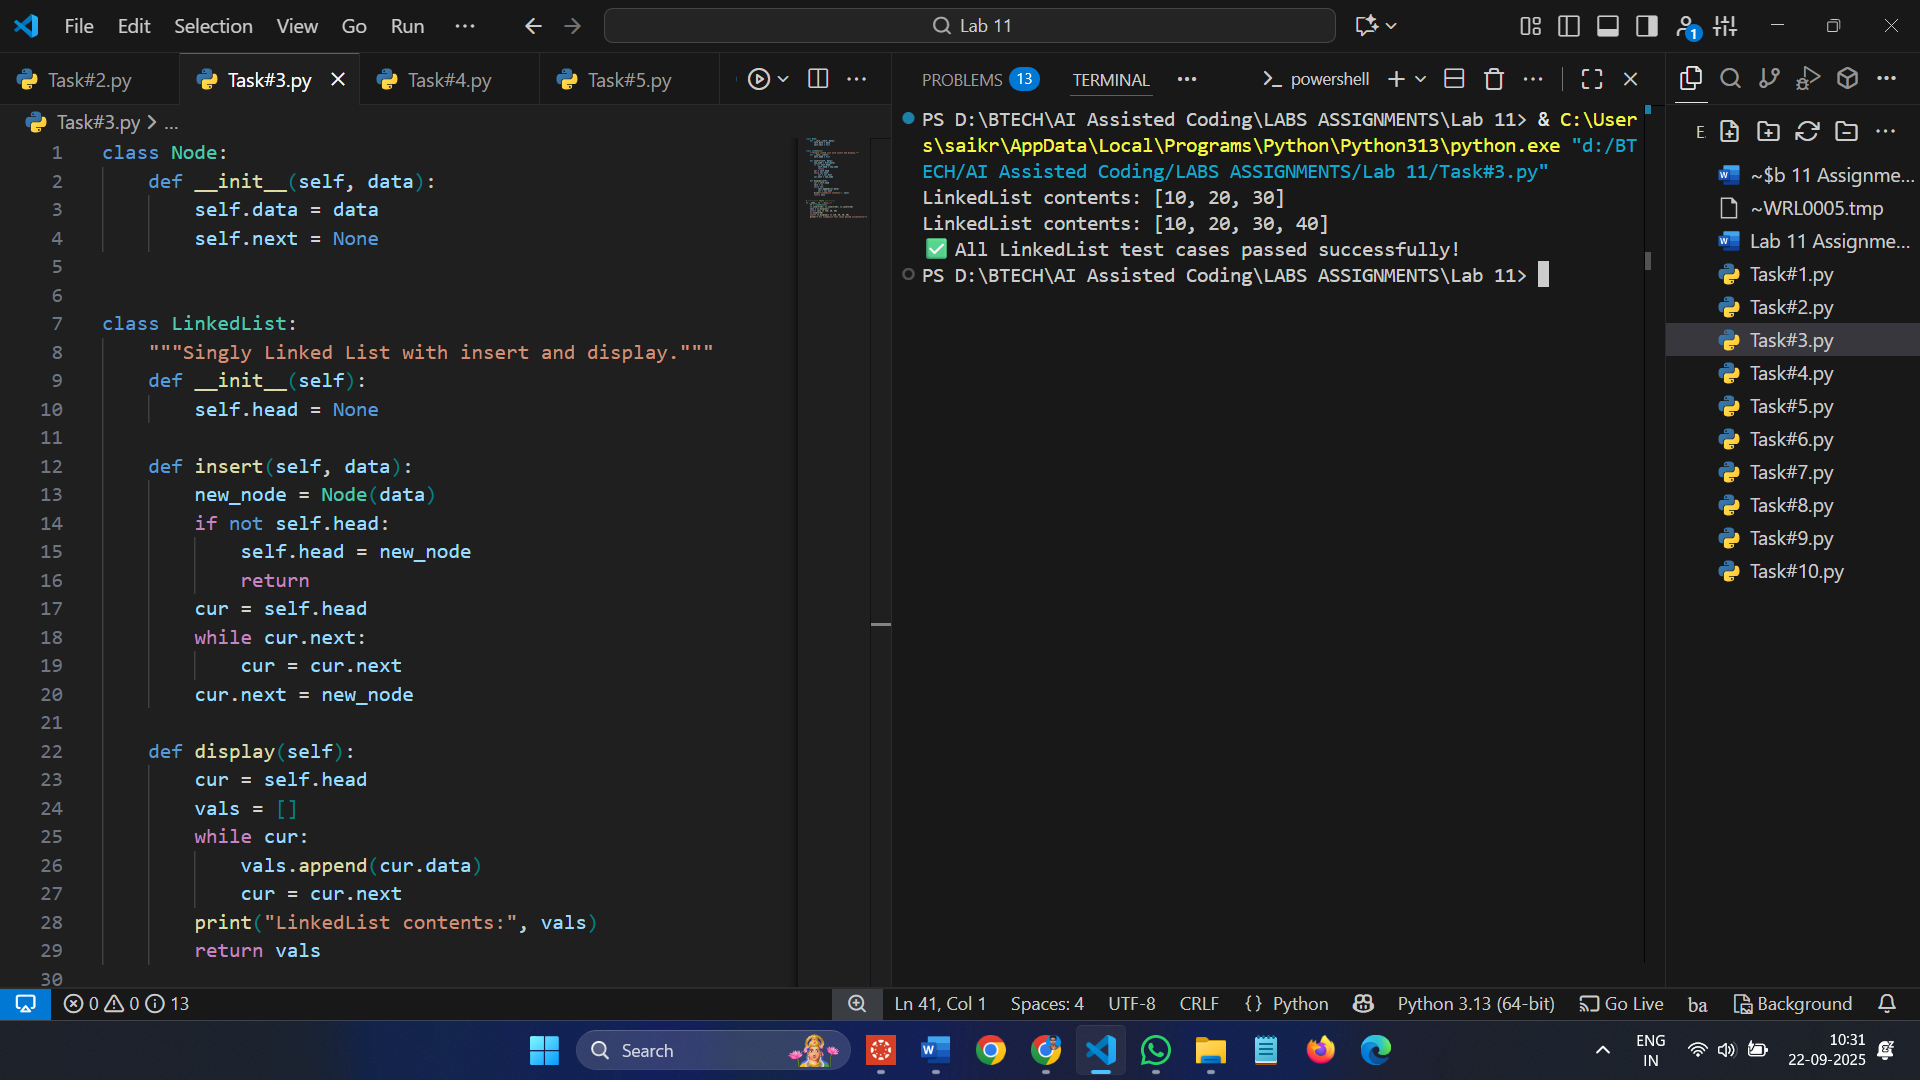 File Edit Selection View Go Run ··· Lab 11
Task#2.py Task#3.py Task#4.py Task#5.py
Task#3.py > ...
1 class Node:
2 def __init__(self, data):
3 self.data = data
4 self.next = None
5
6
7 class LinkedList:
8 """Singly Linked List with insert and display."""
9 def __init__(self):
10 self.head = None
11
12 def insert(self, data):
13 new_node = Node(data)
14 if not self.head:
15 self.head = new_node
16 return
17 cur = self.head
18 while cur.next:
19 cur = cur.next
20 cur.next = new_node
21
22 def display(self):
23 cur = self.head
24 vals = []
25 while cur:
26 vals.append(cur.data)
27 cur = cur.next
28 print("LinkedList contents:", vals)
29 return vals
30
PROBLEMS 13 TERMINAL ··· powershell
PS D:\BTECH\AI Assisted Coding\LABS ASSIGNMENTS\Lab 11> & C:\User
s\saikr\AppData\Local\Programs\Python\Python313\python.exe "d:/BT
ECH/AI Assisted Coding/LABS ASSIGNMENTS/Lab 11/Task#3.py"
LinkedList contents: [10, 20, 30]
LinkedList contents: [10, 20, 30, 40]
✅ All LinkedList test cases passed successfully!
PS D:\BTECH\AI Assisted Coding\LABS ASSIGNMENTS\Lab 11>
1
E
~$b 11 Assignme...
~WRL0005.tmp
Lab 11 Assignme...
Task#1.py
Task#2.py
Task#3.py
Task#4.py
Task#5.py
Task#6.py
Task#7.py
Task#8.py
Task#9.py
Task#10.py
0 0 13 Ln 41, Col 1 Spaces: 4 UTF-8 CRLF {} Python Python 3.13 (64-bit) Go Live ba Background
Search
ENG
IN
10:31
22-09-2025